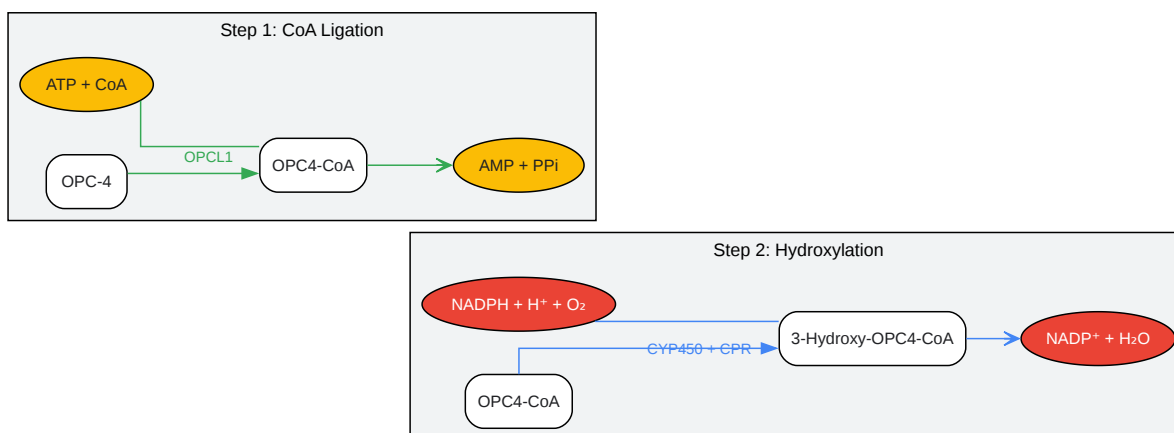 Step 1: CoA Ligation
ATP + CoA
OPCL1
OPC4-CoA
AMP + PPi
OPC-4
Step 2: Hydroxylation
NADPH + H⁺ + O₂
3-Hydroxy-OPC4-CoA
NADP⁺ + H₂O
CYP450 + CPR
OPC4-CoA